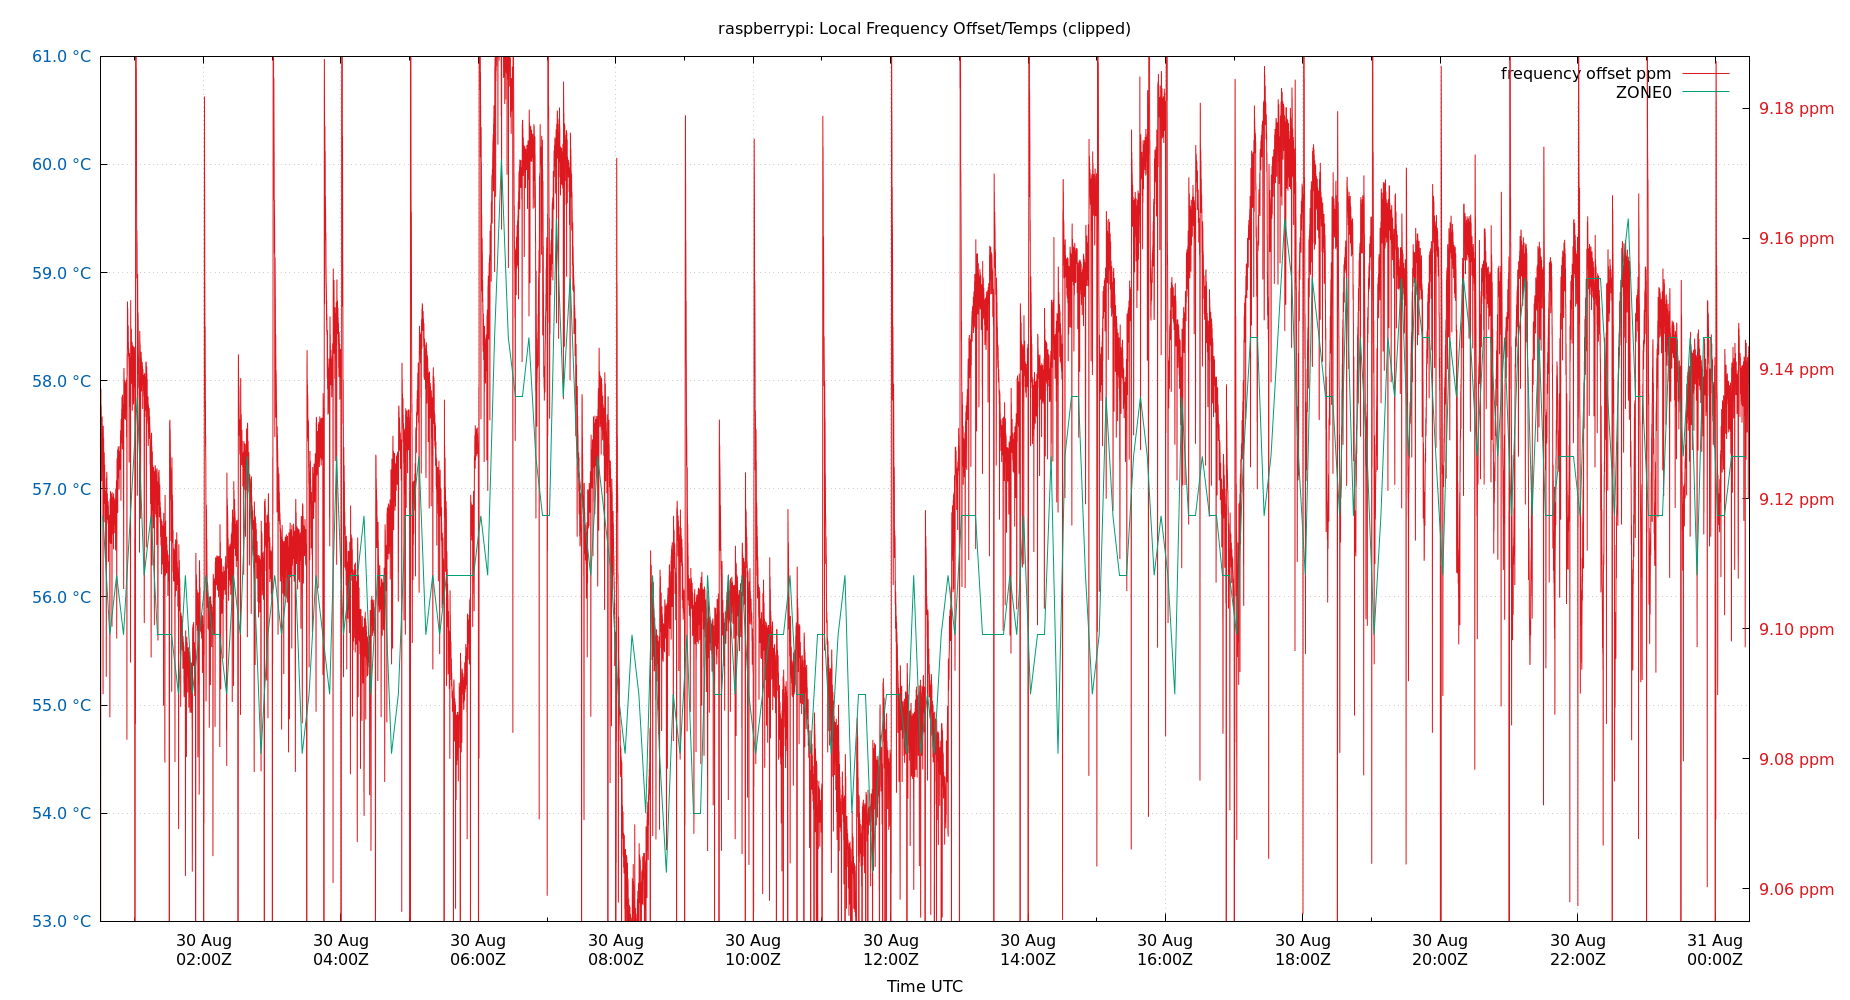 raspberrypi: Local Frequency Offset/Temps (clipped)
61.0 °C
60.0 °C
59.0 °C
58.0 °C
57.0 °C
56.0 °C
55.0 °C
54.0 °C
53.0 °C
frequency offset ppm
ZONE0
9.18 ppm
9.16 ppm
9.14 ppm
9.12 ppm
9.10 ppm
9.08 ppm
9.06 ppm
30 Aug 30 Aug 30 Aug 30 Aug 30 Aug 30 Aug 30 Aug 30 Aug 30 Aug 30 Aug 30 Aug 31 Aug
02:00Z 04:00Z 06:00Z 08:00Z 10:00Z 12:00Z 14:00Z 16:00Z 18:00Z 20:00Z 22:00Z 00:00Z
Time UTC